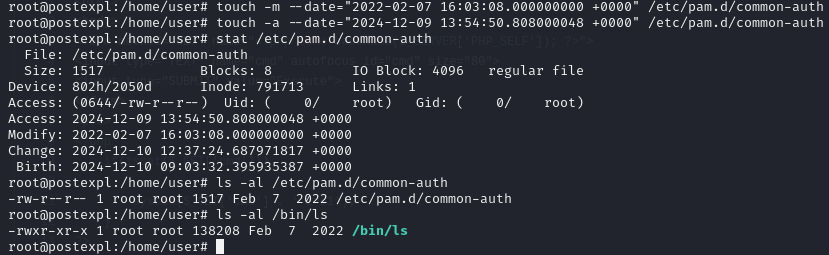 root@postexpl:/home/user# touch -m --date="2022-02-07 16:03:08.000000000 +0000" /etc/pam.d/common-auth
root@postexpl:/home/user# touch -a --date="2024-12-09 13:54:50.808000048 +0000" /etc/pam.d/common-auth
root@postexpl:/home/user# stat /etc/pam.d/common-auth
  File: /etc/pam.d/common-auth
  Size: 1517            Blocks: 8          IO Block: 4096   regular file
Device: 802h/2050d      Inode: 791713      Links: 1
Access: (0644/-rw-r--r--)  Uid: (    0/    root)   Gid: (    0/    root)
Access: 2024-12-09 13:54:50.808000048 +0000
Modify: 2022-02-07 16:03:08.000000000 +0000
Change: 2024-12-10 12:37:24.687971817 +0000
 Birth: 2024-12-10 09:03:32.395935387 +0000
root@postexpl:/home/user# ls -al /etc/pam.d/common-auth
-rw-r--r-- 1 root root 1517 Feb  7  2022 /etc/pam.d/common-auth
root@postexpl:/home/user# ls -al /bin/ls
-rwxr-xr-x 1 root root 138208 Feb  7  2022 /bin/ls
root@postexpl:/home/user#